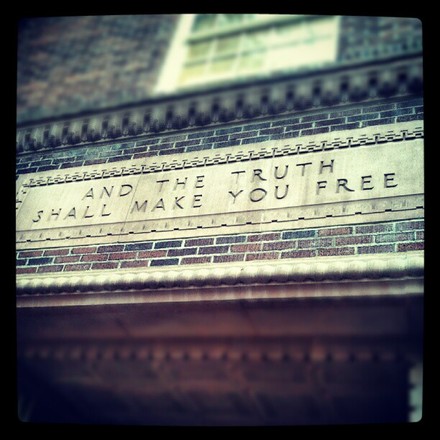 AND THE TRUTH
SHALL MAKE YOU FREE